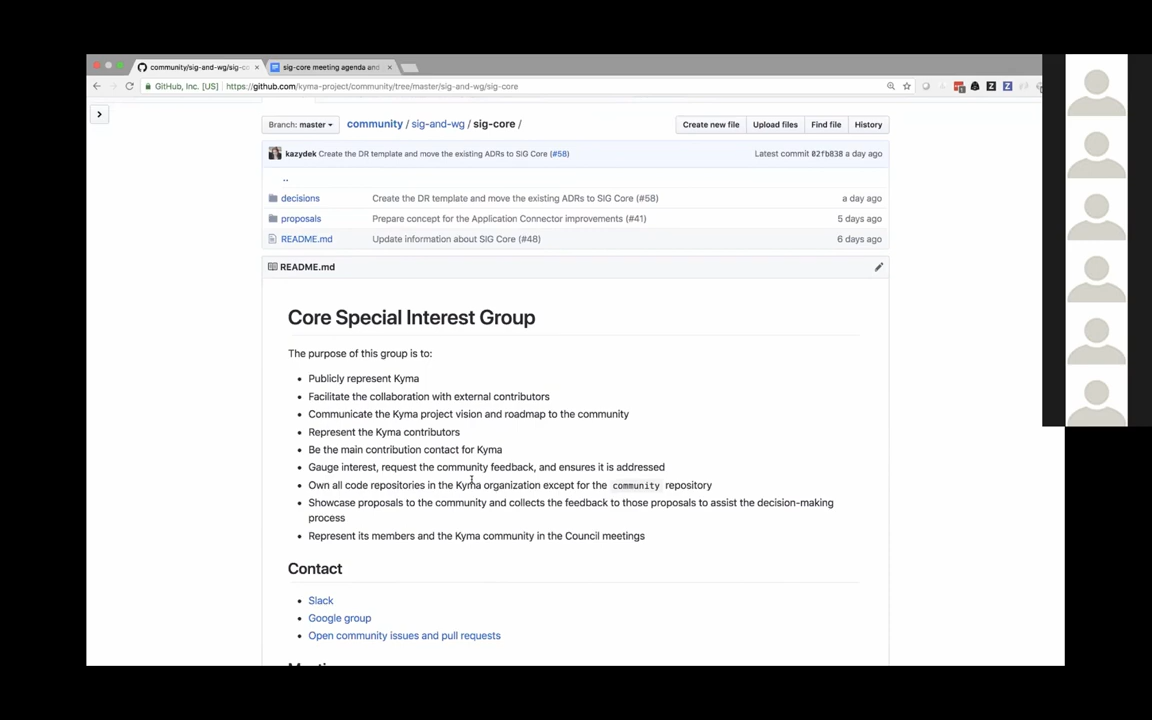 community/sig-and-wg/sig-co
sig-core meeting agenda and
GitHub, Inc. [US]
https://github.com/kyma-project/community/tree/master/sig-and-wg/sig-core
Branch: master
community / sig-and-wg / sig-core /
Create new file
Upload files
Find file
History
kazydek Create the DR template and move the existing ADRs to SIG Core (#58)
Latest commit 02fb838 a day ago
..
decisions
Create the DR template and move the existing ADRs to SIG Core (#58)
a day ago
proposals
Prepare concept for the Application Connector improvements (#41)
5 days ago
README.md
Update information about SIG Core (#48)
6 days ago
README.md
Core Special Interest Group
The purpose of this group is to:
• Publicly represent Kyma
• Facilitate the collaboration with external contributors
• Communicate the Kyma project vision and roadmap to the community
• Represent the Kyma contributors
• Be the main contribution contact for Kyma
• Gauge interest, request the community feedback, and ensures it is addressed
• Own all code repositories in the Kyma organization except for the community repository
• Showcase proposals to the community and collects the feedback to those proposals to assist the decision-making
process
• Represent its members and the Kyma community in the Council meetings
Contact
• Slack
• Google group
• Open community issues and pull requests